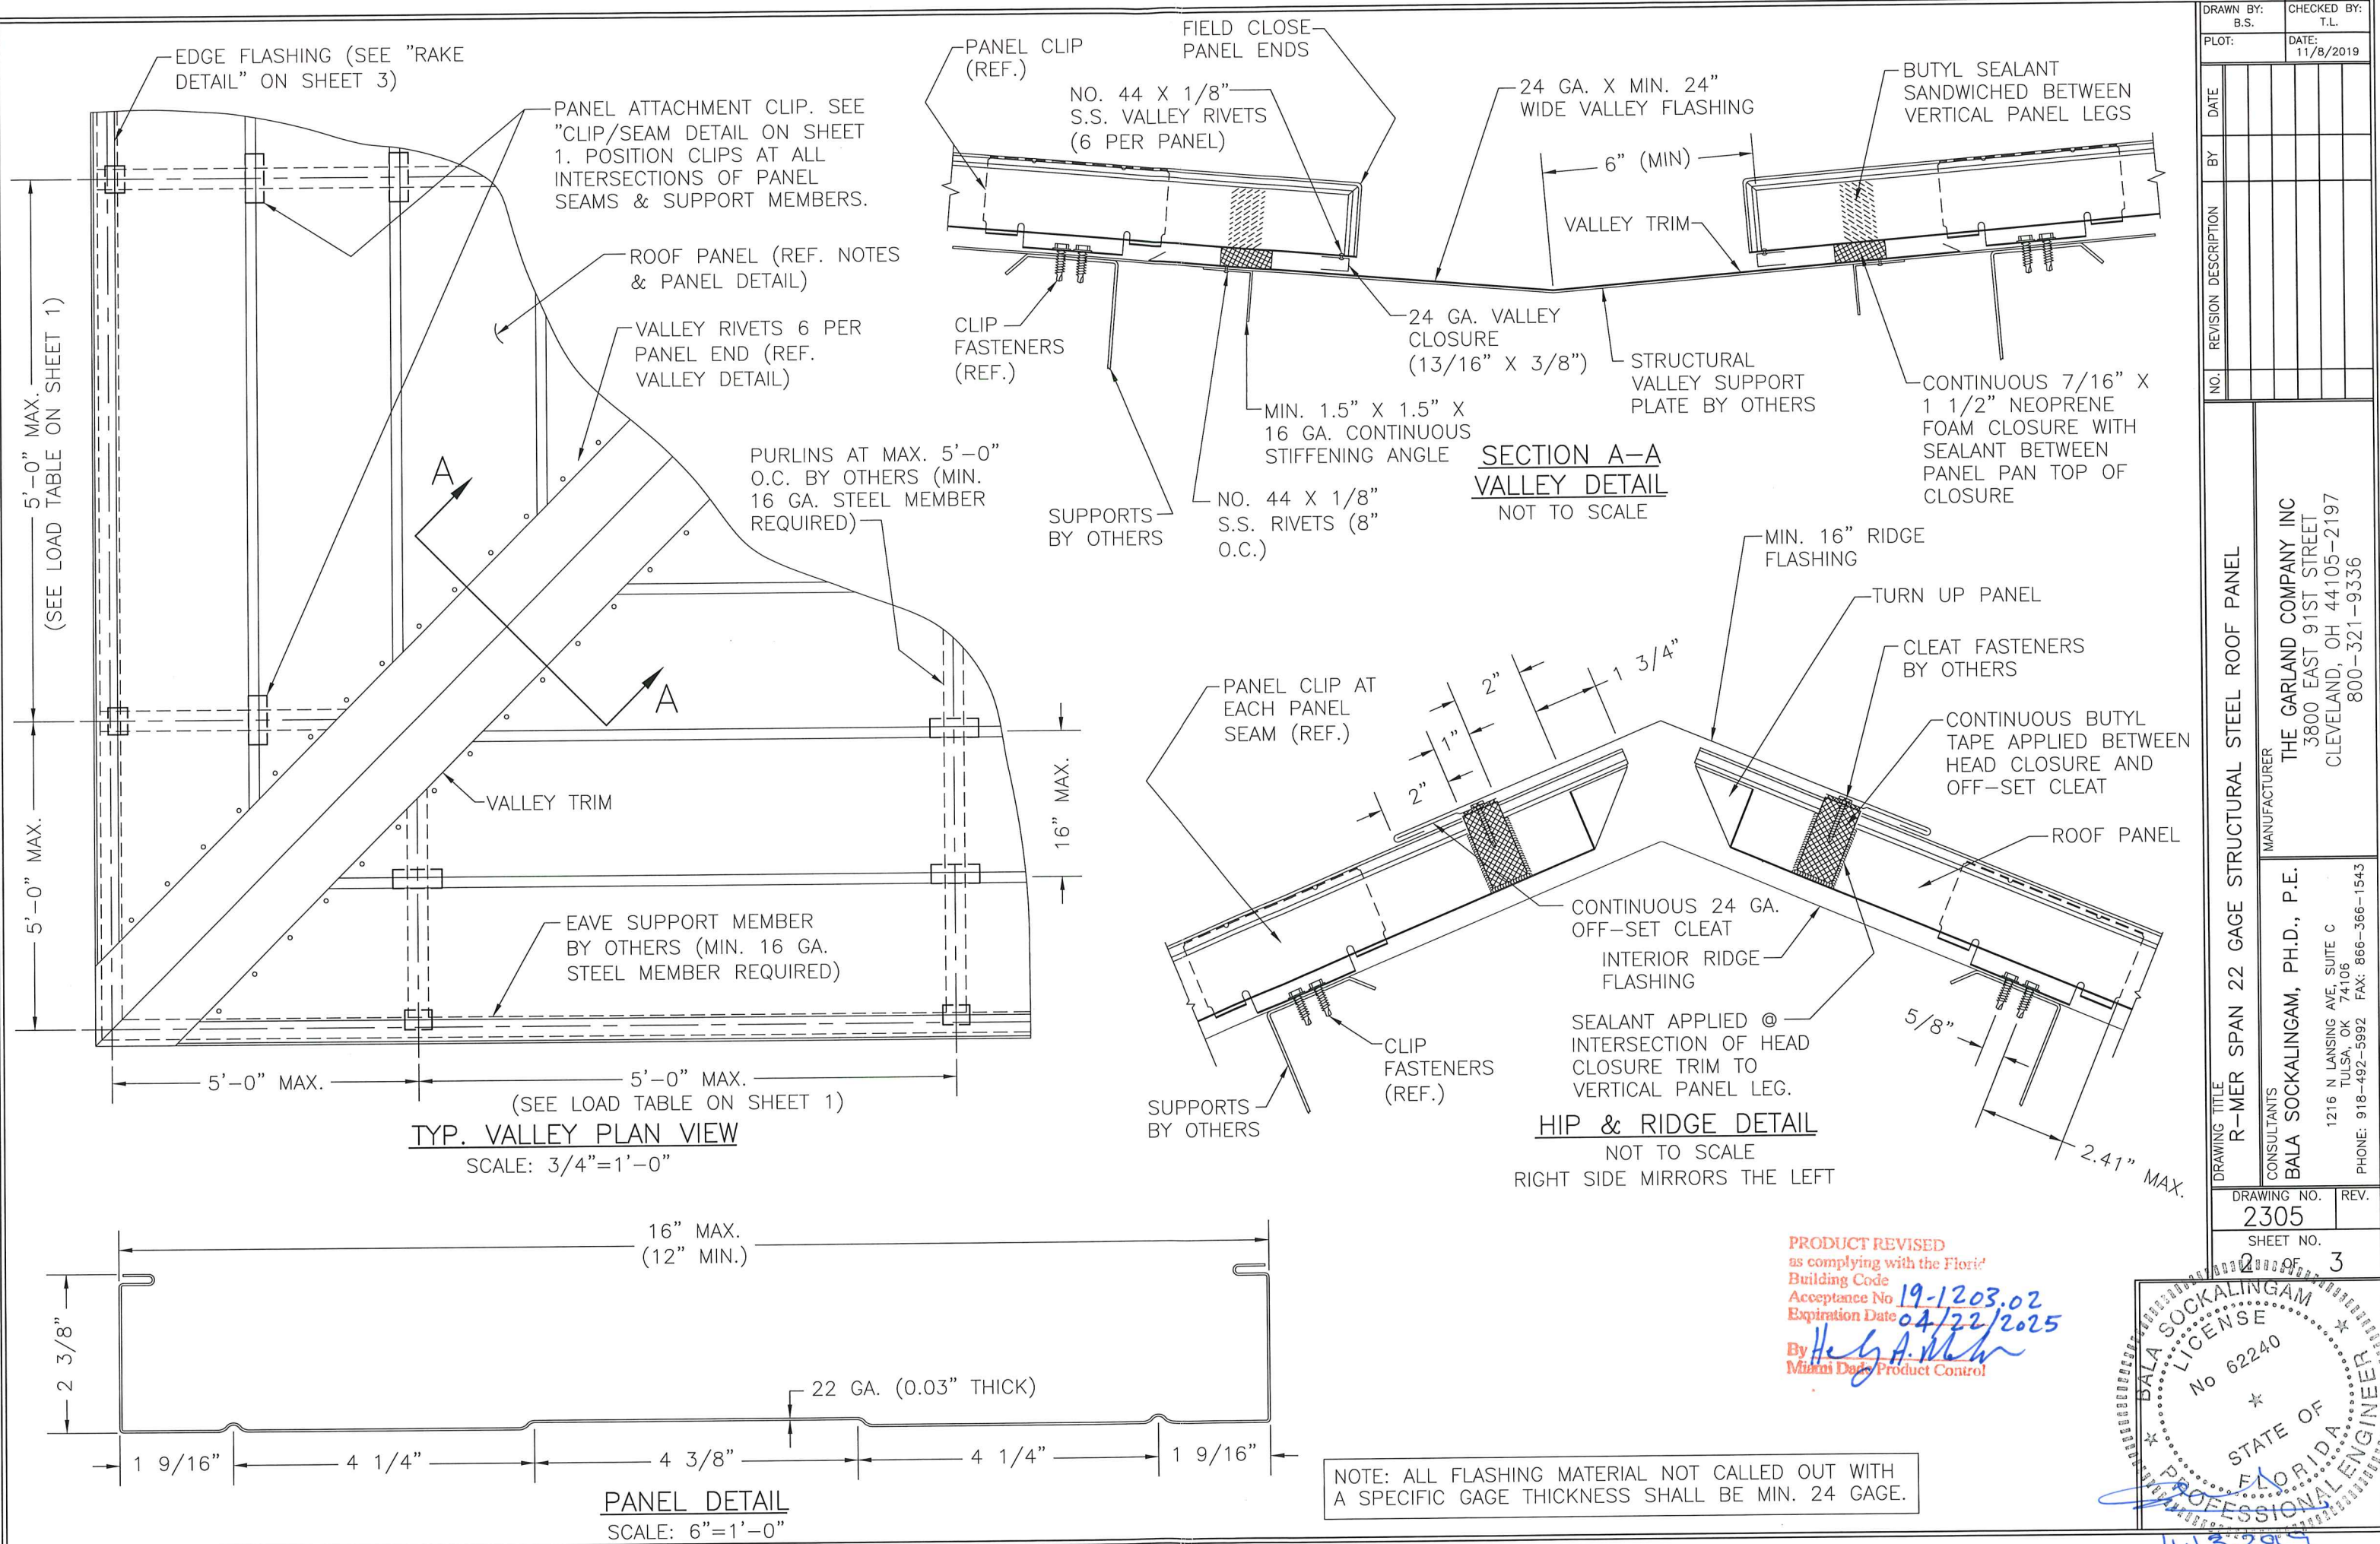 EDGE FLASHING (SEE "RAKE
DETAIL" ON SHEET 3)
PANEL ATTACHMENT CLIP. SEE
"CLIP/SEAM DETAIL ON SHEET
1. POSITION CLIPS AT ALL
INTERSECTIONS OF PANEL
SEAMS & SUPPORT MEMBERS.
ROOF PANEL (REF. NOTES
& PANEL DETAIL)
VALLEY RIVETS 6 PER
PANEL END (REF.
VALLEY DETAIL)
5'-0" MAX.
(SEE LOAD TABLE ON SHEET 1)
A
A
PURLINS AT MAX. 5'-0"
O.C. BY OTHERS (MIN.
16 GA. STEEL MEMBER
REQUIRED)
VALLEY TRIM
16" MAX.
5'-0" MAX.
EAVE SUPPORT MEMBER
BY OTHERS (MIN. 16 GA.
STEEL MEMBER REQUIRED)
5'-0" MAX.
5'-0" MAX.
(SEE LOAD TABLE ON SHEET 1)
TYP. VALLEY PLAN VIEW
SCALE: 3/4"=1'-0"
PANEL CLIP
(REF.)
FIELD CLOSE
PANEL ENDS
NO. 44 X 1/8"
S.S. VALLEY RIVETS
(6 PER PANEL)
24 GA. X MIN. 24"
WIDE VALLEY FLASHING
BUTYL SEALANT
SANDWICHED BETWEEN
VERTICAL PANEL LEGS
6" (MIN)
VALLEY TRIM
CLIP
FASTENERS
(REF.)
24 GA. VALLEY
CLOSURE
(13/16" X 3/8")
STRUCTURAL
VALLEY SUPPORT
PLATE BY OTHERS
CONTINUOUS 7/16" X
1 1/2" NEOPRENE
FOAM CLOSURE WITH
SEALANT BETWEEN
PANEL PAN TOP OF
CLOSURE
MIN. 1.5" X 1.5" X
16 GA. CONTINUOUS
STIFFENING ANGLE
SUPPORTS
BY OTHERS
NO. 44 X 1/8"
S.S. RIVETS (8"
O.C.)
SECTION A-A
VALLEY DETAIL
NOT TO SCALE
MIN. 16" RIDGE
FLASHING
TURN UP PANEL
CLEAT FASTENERS
BY OTHERS
CONTINUOUS BUTYL
TAPE APPLIED BETWEEN
HEAD CLOSURE AND
OFF-SET CLEAT
ROOF PANEL
PANEL CLIP AT
EACH PANEL
SEAM (REF.)
1 3/4"
2"
1"
2"
CONTINUOUS 24 GA.
OFF-SET CLEAT
INTERIOR RIDGE
FLASHING
SEALANT APPLIED @
INTERSECTION OF HEAD
CLOSURE TRIM TO
VERTICAL PANEL LEG.
CLIP
FASTENERS
(REF.)
SUPPORTS
BY OTHERS
5/8"
2.41" MAX.
HIP & RIDGE DETAIL
NOT TO SCALE
RIGHT SIDE MIRRORS THE LEFT
16" MAX.
(12" MIN.)
2 3/8"
22 GA. (0.03" THICK)
1 9/16"
4 1/4"
4 3/8"
4 1/4"
1 9/16"
PANEL DETAIL
SCALE: 6"=1'-0"
NOTE: ALL FLASHING MATERIAL NOT CALLED OUT WITH
A SPECIFIC GAGE THICKNESS SHALL BE MIN. 24 GAGE.
PRODUCT REVISED
as complying with the Florid
Building Code
Acceptance No 19-1203.02
Expiration Date 04/22/2025
By
Miami Dade Product Control
DRAWN BY:
B.S.
CHECKED BY:
T.L.
PLOT:
DATE:
11/8/2019
NO.
REVISION DESCRIPTION
BY
DATE
DRAWING TITLE
R-MER SPAN 22 GAGE STRUCTURAL STEEL ROOF PANEL
MANUFACTURER
THE GARLAND COMPANY INC
3800 EAST 91ST STREET
CLEVELAND, OH 44105-2197
800-321-9336
CONSULTANTS
BALA SOCKALINGAM, PH.D., P.E.
1216 N LANSING AVE, SUITE C
TULSA, OK 74106
PHONE: 918-492-5992 FAX: 866-366-1543
DRAWING NO.
2305
REV.
SHEET NO.
2 OF 3
BALA SOCKALINGAM
LICENSE
No 62240
STATE OF
FLORIDA
PROFESSIONAL ENGINEER